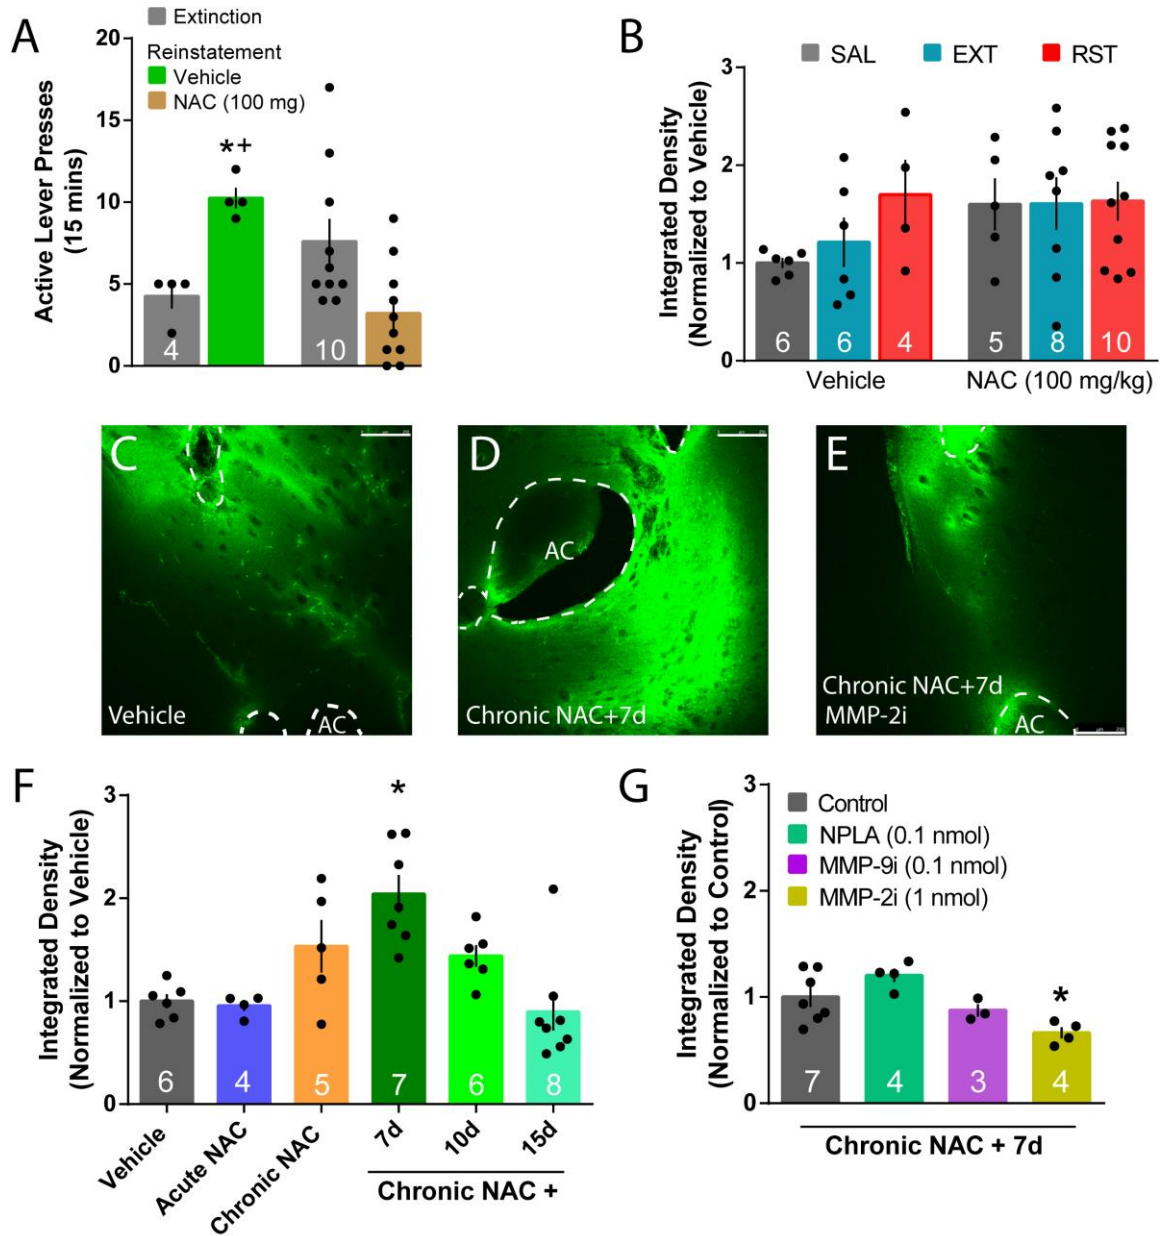 A
Extinction
Reinstatement
Vehicle
NAC (100 mg)
Active Lever Presses
(15 mins)
20
15
10
5
0
*+
4
10
B
SAL
EXT
RST
Integrated Density
(Normalized to Vehicle)
3
2
1
0
6
6
4
5
8
10
Vehicle
NAC (100 mg/kg)
C
Vehicle
AC
D
AC
Chronic NAC+7d
E
Chronic NAC+7d
MMP-2i
AC
F
Integrated Density
(Normalized to Vehicle)
3
2
1
0
*
6
4
5
7
6
8
Vehicle
Acute NAC
Chronic NAC
7d
10d
15d
Chronic NAC +
G
Control
NPLA (0.1 nmol)
MMP-9i (0.1 nmol)
MMP-2i (1 nmol)
Integrated Density
(Normalized to Control)
3
2
1
0
*
7
4
3
4
Chronic NAC + 7d